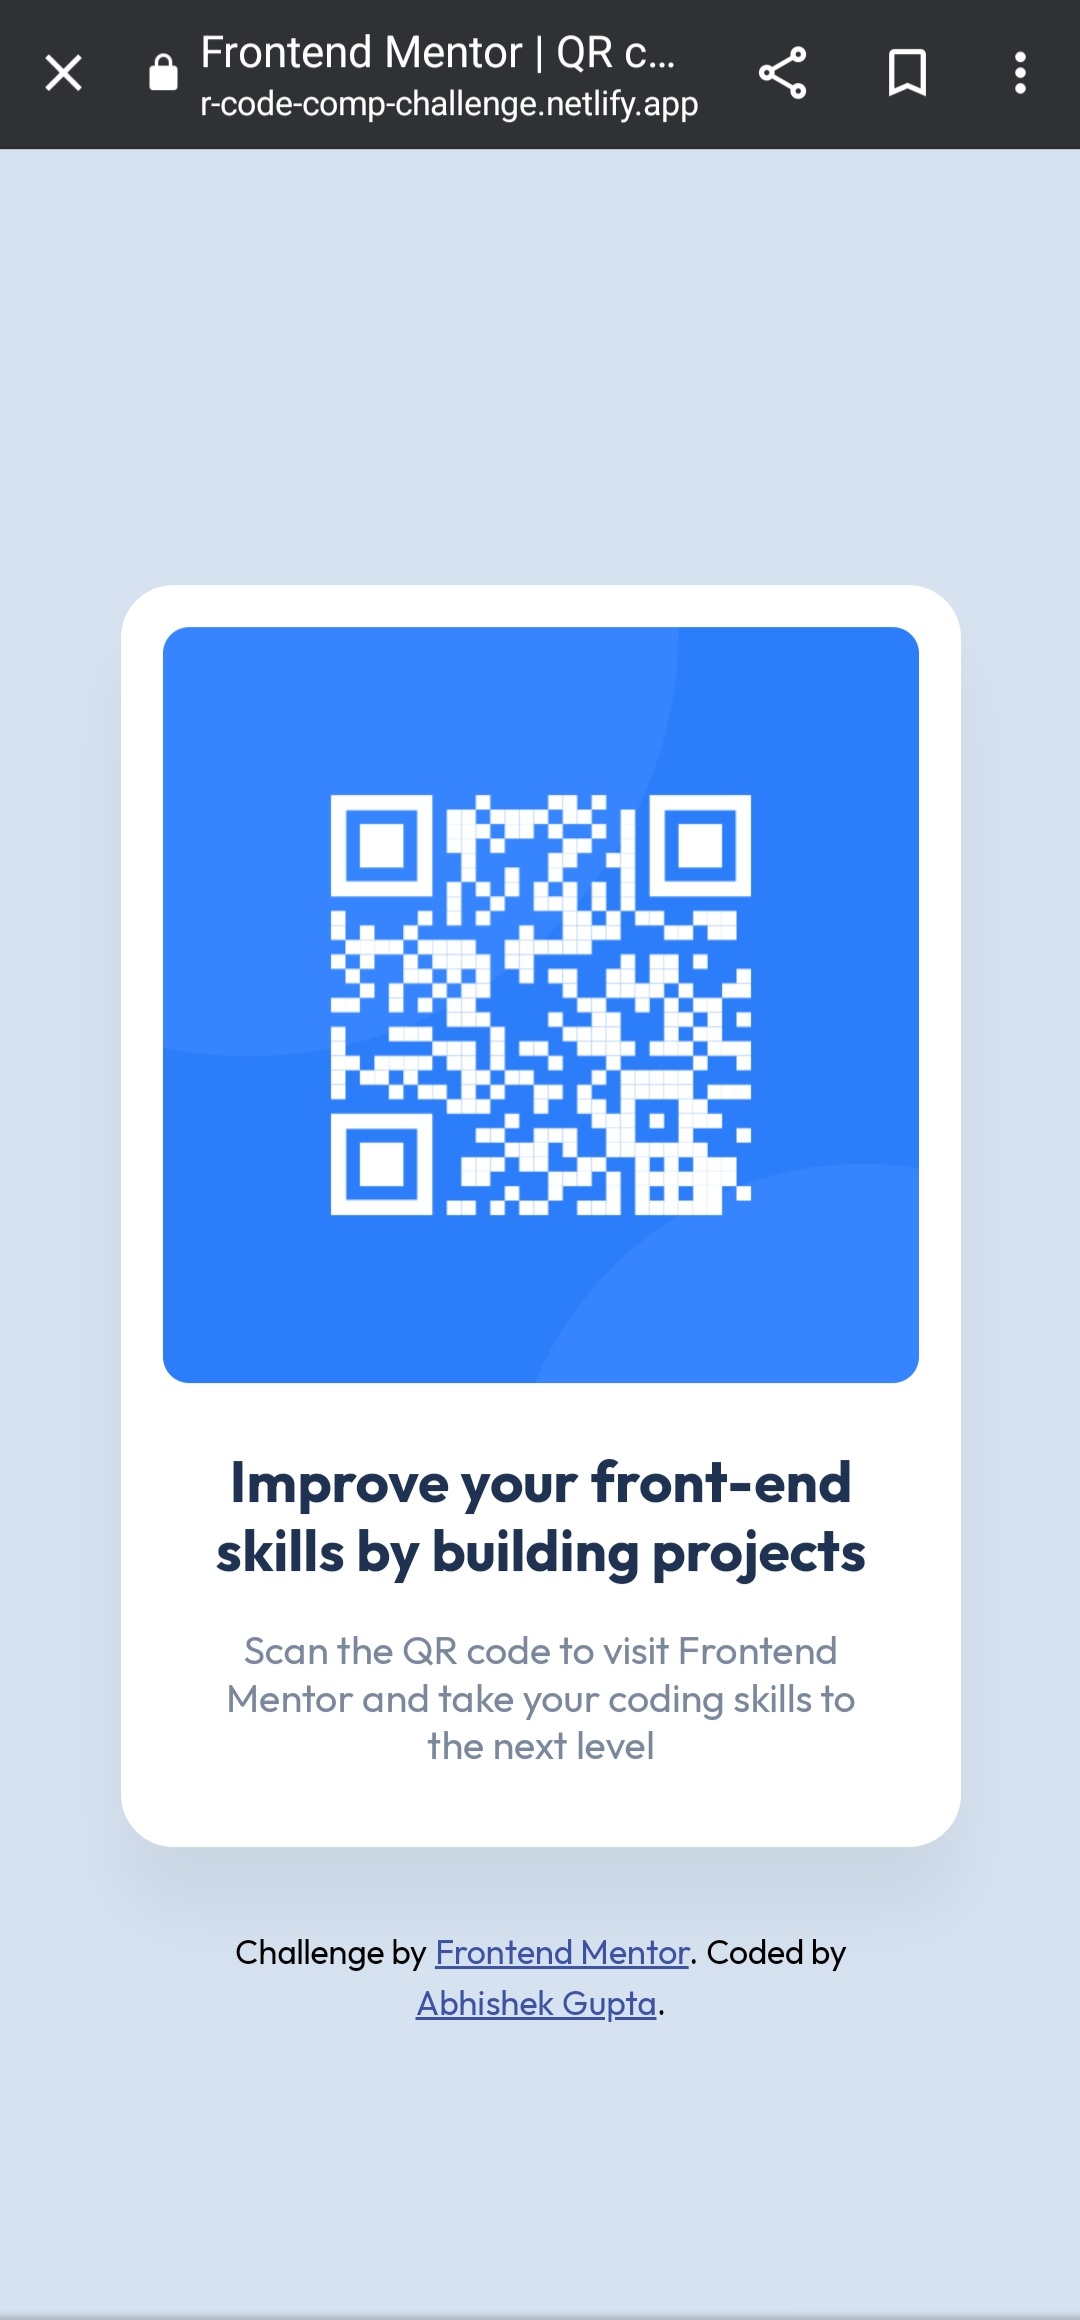 Frontend Mentor | QR c...
r-code-comp-challenge.netlify.app
Improve your front-end
skills by building projects
Scan the QR code to visit Frontend
Mentor and take your coding skills to
the next level
Challenge by Frontend Mentor. Coded by
Abhishek Gupta.